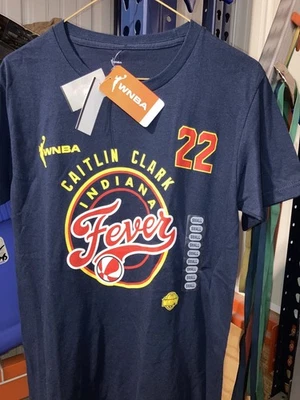 WNBA
WNBA
22
CAITLIN CLARK
INDIANA
Fever